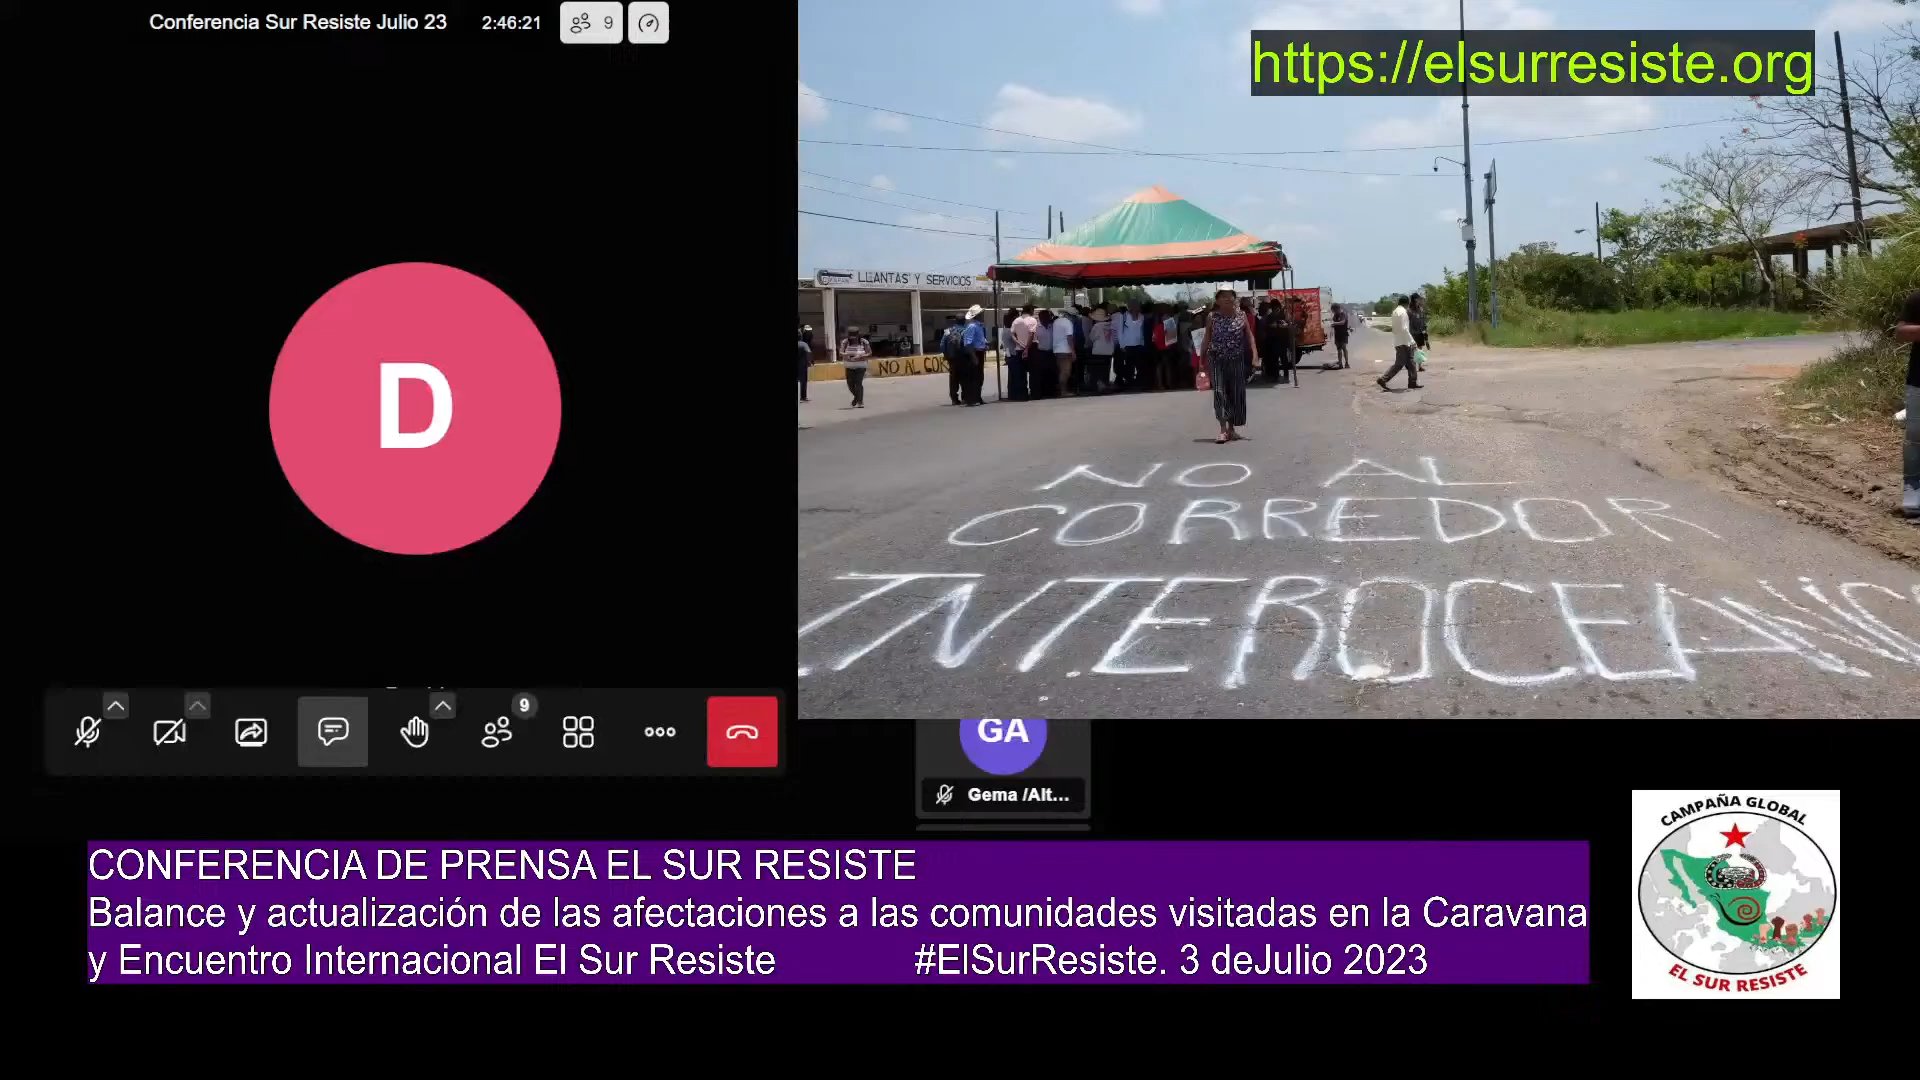 Conferencia Sur Resiste Julio 23 2:46:21 9
https://elsurresiste.org
LLANTAS Y SERVICIOS
NO AL COR
D
NO AL
CORREDOR
INTEROCEANICO
9
GA
Gema /Alt...
CONFERENCIA DE PRENSA EL SUR RESISTE
Balance y actualización de las afectaciones a las comunidades visitadas en la Caravana
y Encuentro Internacional El Sur Resiste #ElSurResiste. 3 deJulio 2023
CAMPAÑA GLOBAL
EL SUR RESISTE